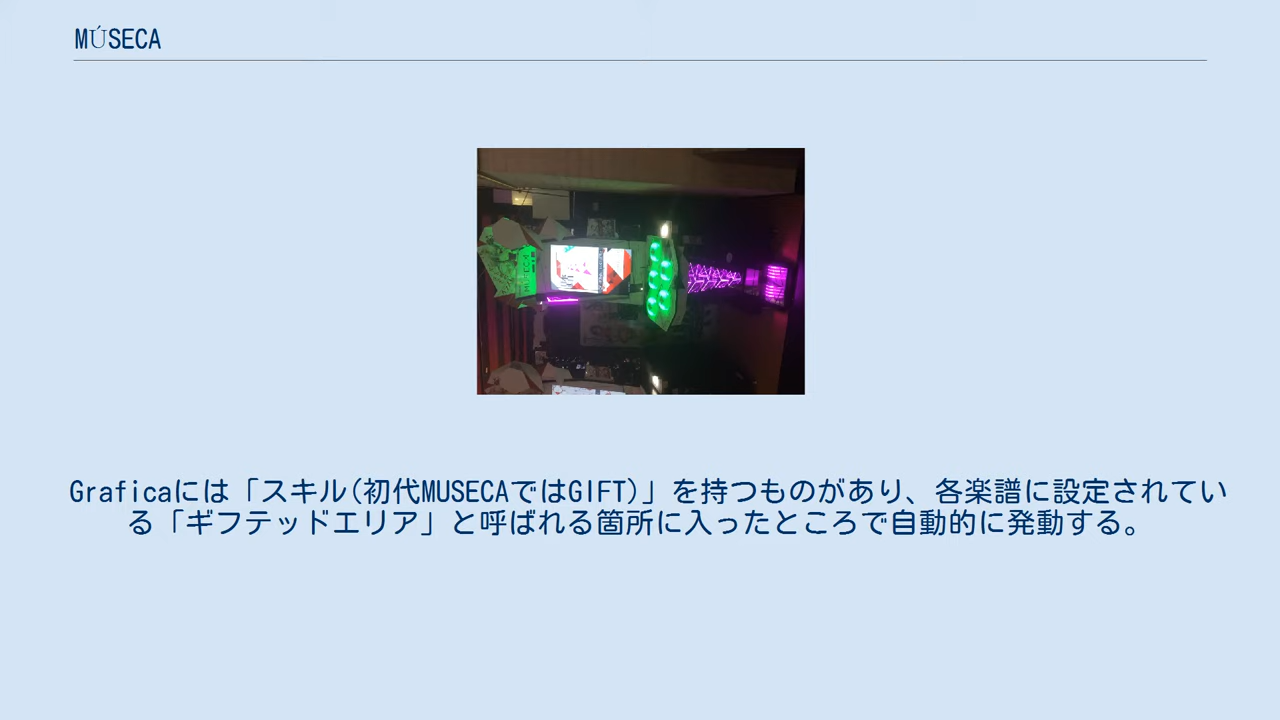 MÚSECA
MÚSECA
Graficaには「スキル(初代MUSECAではGIFT)」を持つものがあり、各楽譜に設定されてい
る「ギフテッドエリア」と呼ばれる箇所に入ったところで自動的に発動する。